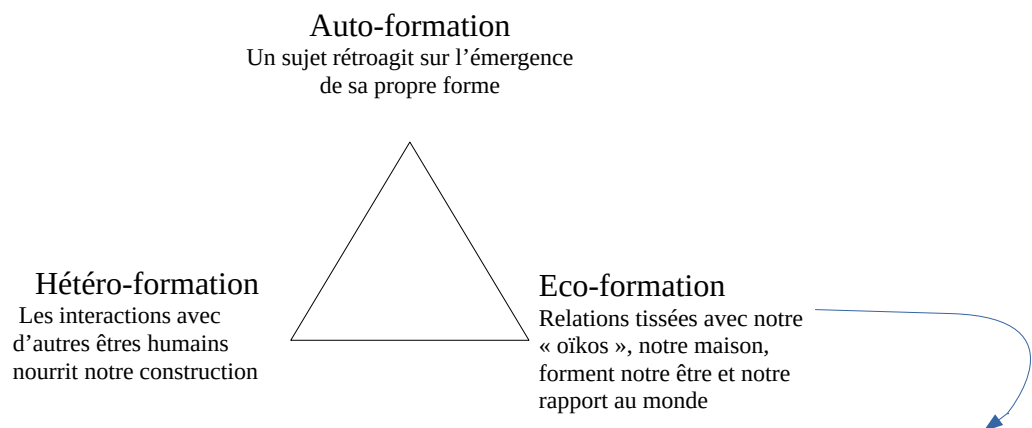 Auto-formation
Un sujet rétroagit sur l’émergence
de sa propre forme
Hétéro-formation
Les interactions avec
d’autres êtres humains
nourrit notre construction
Eco-formation
Relations tissées avec notre
« oïkos », notre maison,
forment notre être et notre
rapport au monde